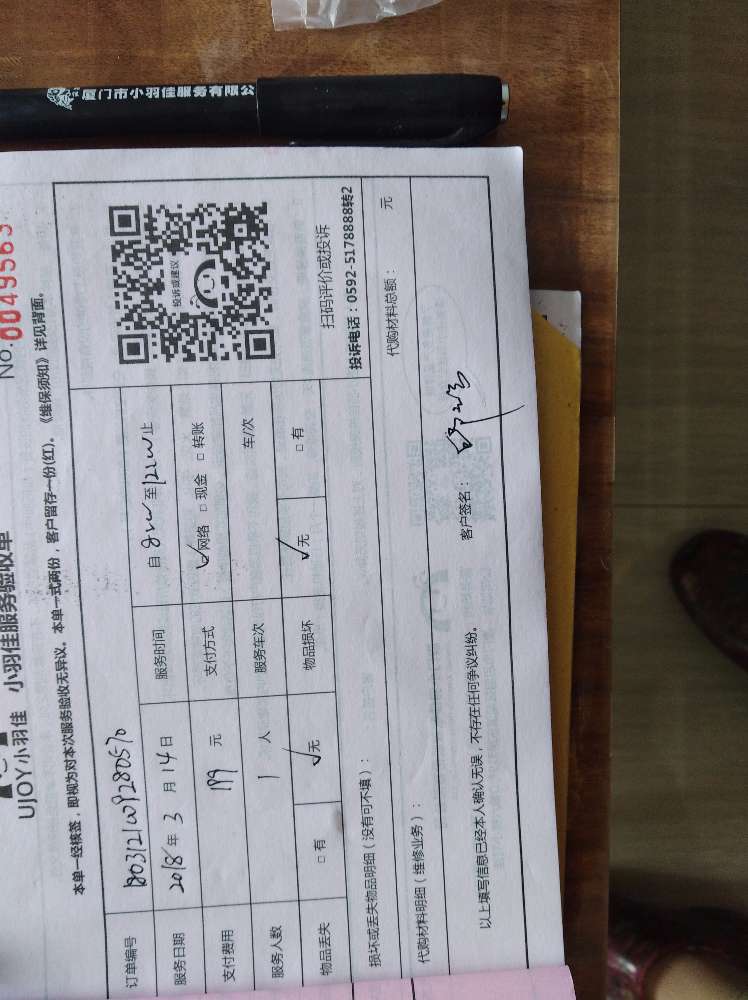 厦门市小羽佳服务有限公
No. 0049563
UJOY小羽佳 小羽佳服务验收单
本单一经核签，即视为对本次服务验收无异议。本单一式两份，客户留存一份(红)。《维保须知》详见背面。
订单编号
服务日期 2018年 3 月 14 日 服务时间 自 至 止
支付费用 199 元 支付方式 ✓网络 □现金 □转账
服务人数 1 人 服务车次 车/次
物品丢失 □有 ✓无 物品损坏 ✓无 □有
投诉或建议
扫码评价或投诉
投诉电话：0592-5178888转2
损坏或丢失物品明细（没有可不填）：
代购材料明细（维修业务）： 代购材料总额： 元
以上填写信息已经本人确认无误，不存在任何争议纠纷。 客户签名：